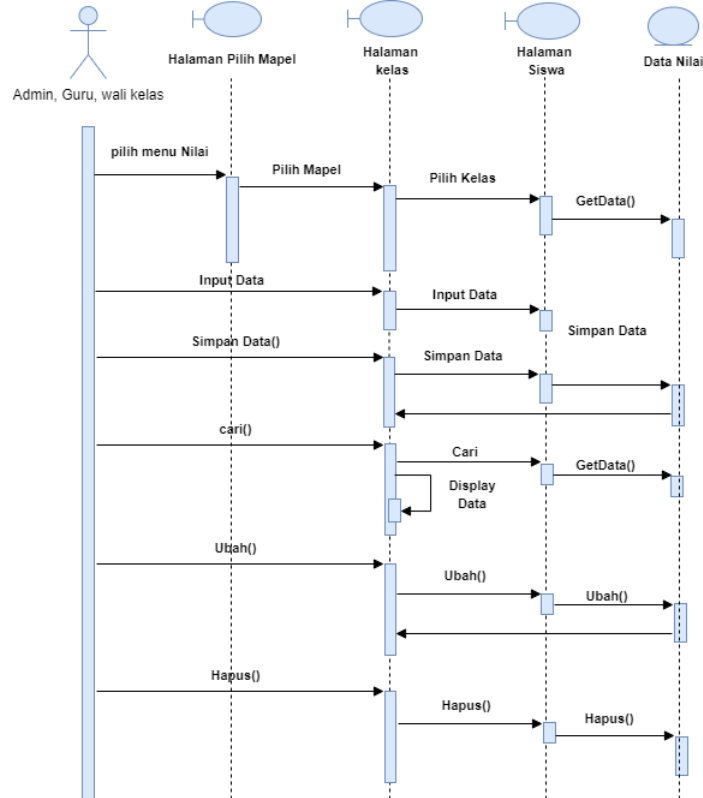 Halaman Pilih Mapel
Halaman
kelas
Halaman
Siswa
Data Nilai
Admin, Guru, wali kelas
pilih menu Nilai
Pilih Mapel
Pilih Kelas
GetData()
Input Data
Input Data
Simpan Data
Simpan Data()
Simpan Data
cari()
Cari
GetData()
Display
Data
Ubah()
Ubah()
Ubah()
Hapus()
Hapus()
Hapus()